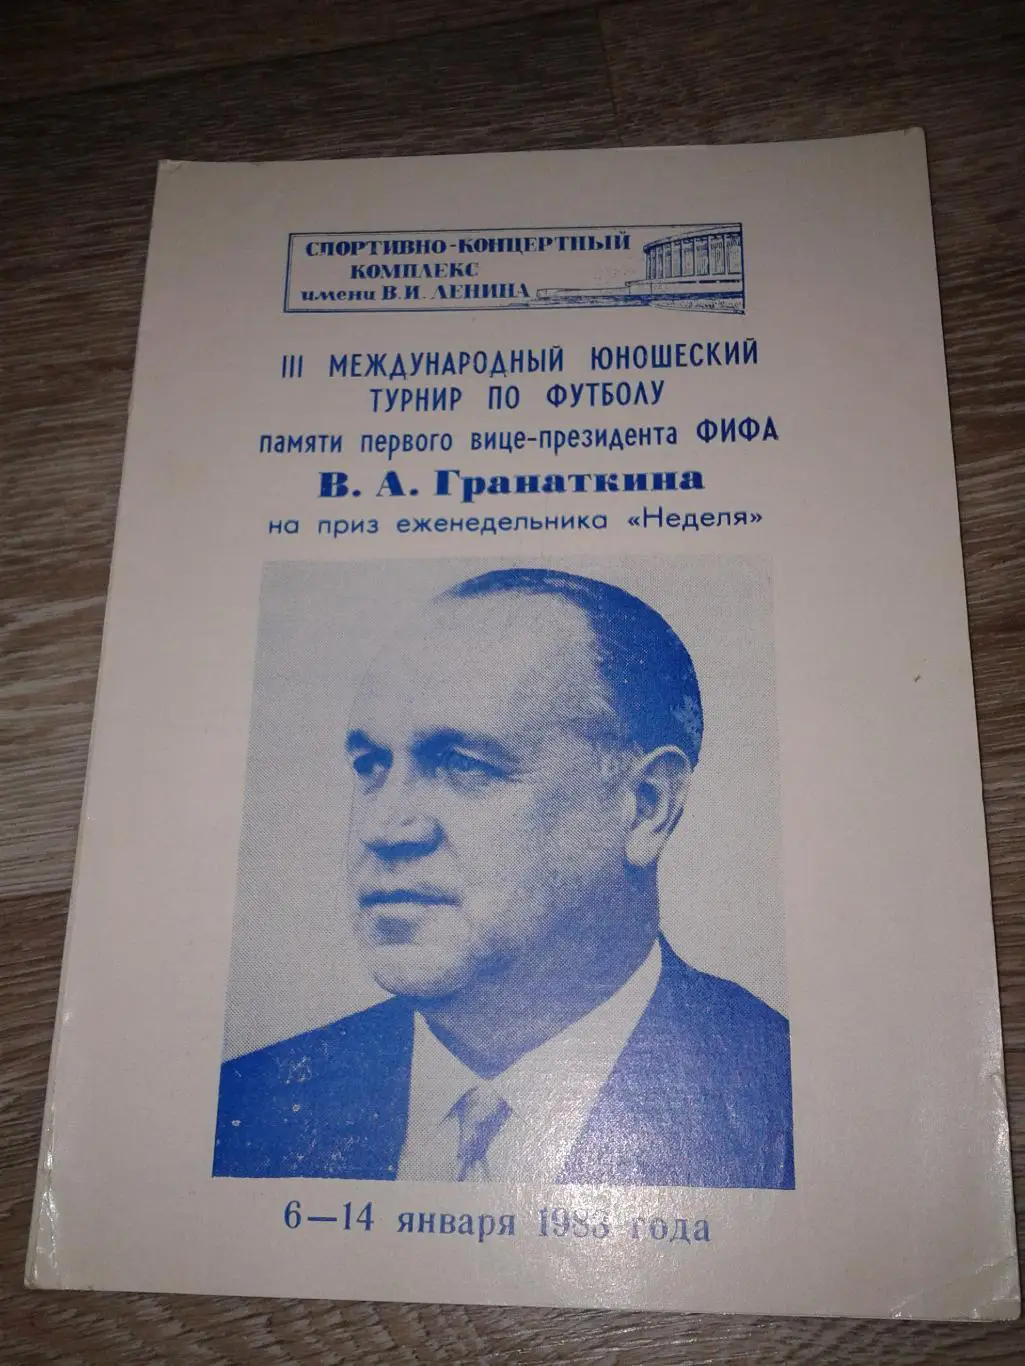 СПОРТИВНО-КОНЦЕРТНЫЙ
КОМПЛЕКС
имени В.И. ЛЕНИНА
III МЕЖДУНАРОДНЫЙ ЮНОШЕСКИЙ
ТУРНИР ПО ФУТБОЛУ
памяти первого вице-президента ФИФА
В. А. Гранаткина
на приз еженедельника «Неделя»
6—14 января 1983 года